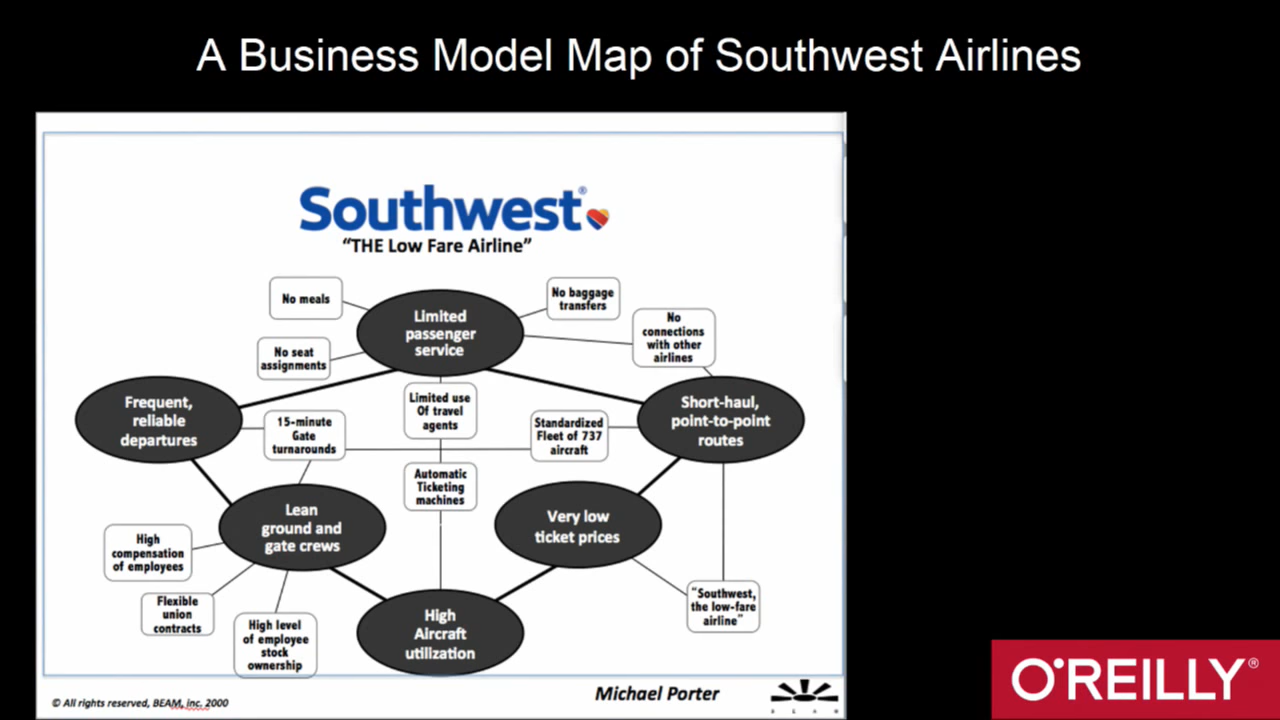 A Business Model Map of Southwest Airlines
Southwest®
“THE Low Fare Airline”
No meals
No baggage
transfers
Limited
passenger
service
No
connections
with other
airlines
No seat
assignments
Frequent,
reliable
departures
Limited use
Of travel
agents
Short-haul,
point-to-point
routes
15-minute
Gate
turnarounds
Standardized
Fleet of 737
aircraft
Automatic
Ticketing
machines
Lean
ground and
gate crews
Very low
ticket prices
High
compensation
of employees
Flexible
union
contracts
High level
of employee
stock
ownership
High
Aircraft
utilization
“Southwest,
the low-fare
airline”
© All rights reserved, BEAM, inc. 2000
Michael Porter
B E A M
O'REILLY®